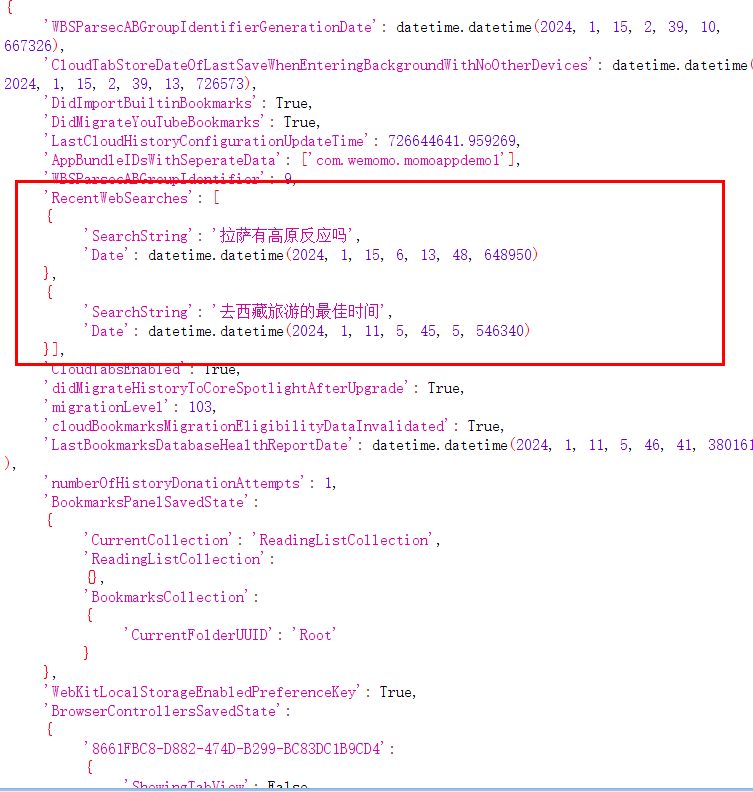 {
'WBSParsecABGroupIdentifierGenerationDate': datetime.datetime(2024, 1, 15, 2, 39, 10,
667326),
'CloudTabStoreDateOfLastSaveWhenEnteringBackgroundWithNoOtherDevices': datetime.datetime(
2024, 1, 15, 2, 39, 13, 726573),
'DidImportBuiltinBookmarks': True,
'DidMigrateYouTubeBookmarks': True,
'LastCloudHistoryConfigurationUpdateTime': 726644641.959269,
'AppBundleIDsWithSeperateData': ['com.wemomo.momoappdemo1'],
'WBSParsecABGroupIdentifier': 9,
'RecentWebSearches': [
{
'SearchString': '拉萨有高原反应吗',
'Date': datetime.datetime(2024, 1, 15, 6, 13, 48, 648950)
},
{
'SearchString': '去西藏旅游的最佳时间',
'Date': datetime.datetime(2024, 1, 11, 5, 45, 5, 546340)
}],
'CloudTabsEnabled': True,
'didMigrateHistoryToCoreSpotlightAfterUpgrade': True,
'migrationLevel': 103,
'cloudBookmarksMigrationEligibilityDataInvalidated': True,
'LastBookmarksDatabaseHealthReportDate': datetime.datetime(2024, 1, 11, 5, 46, 41, 380161
),
'numberOfHistoryDonationAttempts': 1,
'BookmarksPanelSavedState':
{
'CurrentCollection': 'ReadingListCollection',
'ReadingListCollection':
{},
'BookmarksCollection':
{
'CurrentFolderUUID': 'Root'
}
},
'WebKitLocalStorageEnabledPreferenceKey': True,
'BrowserControllersSavedState':
{
'8661FBC8-D882-474D-B299-BC83DC1B9CD4':
{
'ShowingTabView': False